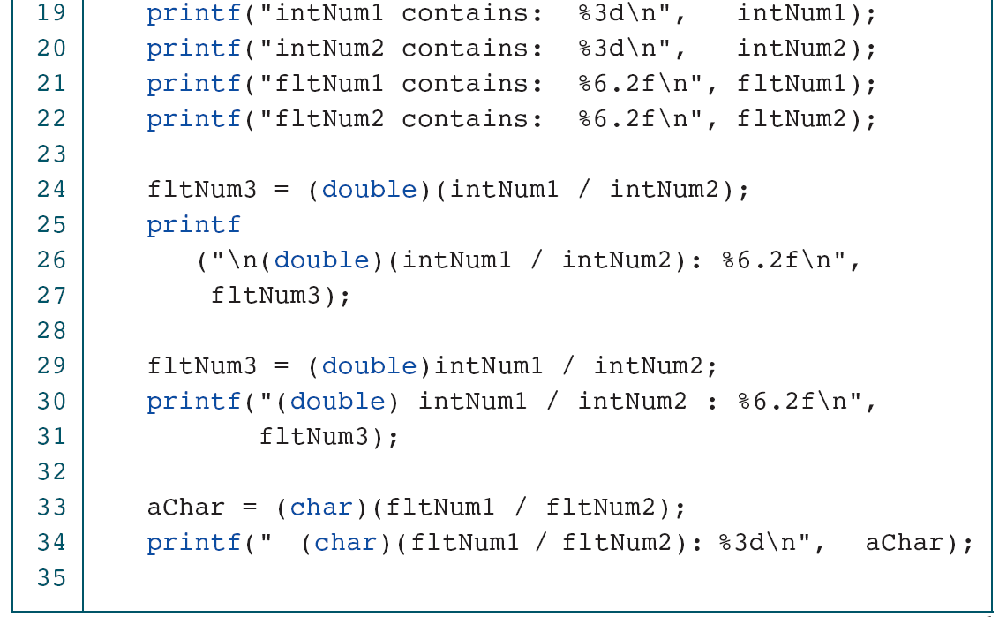 19 printf("intNum1 contains:  %3d\n",   intNum1);
20 printf("intNum2 contains:  %3d\n",   intNum2);
21 printf("fltNum1 contains:  %6.2f\n", fltNum1);
22 printf("fltNum2 contains:  %6.2f\n", fltNum2);
23
24 fltNum3 = (double)(intNum1 / intNum2);
25 printf
26    ("\n(double)(intNum1 / intNum2): %6.2f\n",
27     fltNum3);
28
29 fltNum3 = (double)intNum1 / intNum2;
30 printf("(double) intNum1 / intNum2 : %6.2f\n",
31        fltNum3);
32
33 aChar = (char)(fltNum1 / fltNum2);
34 printf("  (char)(fltNum1 / fltNum2): %3d\n",   aChar);
35